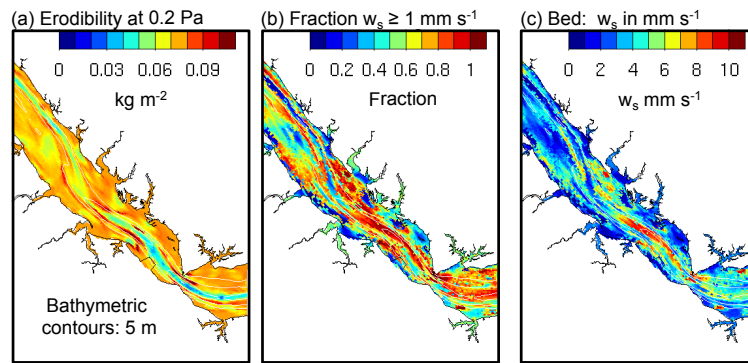 (a) Erodibility at 0.2 Pa
0 0.03 0.06 0.09
kg m⁻²
Bathymetric
contours: 5 m
(b) Fraction wₛ ≥ 1 mm s⁻¹
0 0.2 0.4 0.6 0.8 1
Fraction
(c) Bed: wₛ in mm s⁻¹
0 2 4 6 8 10
wₛ mm s⁻¹